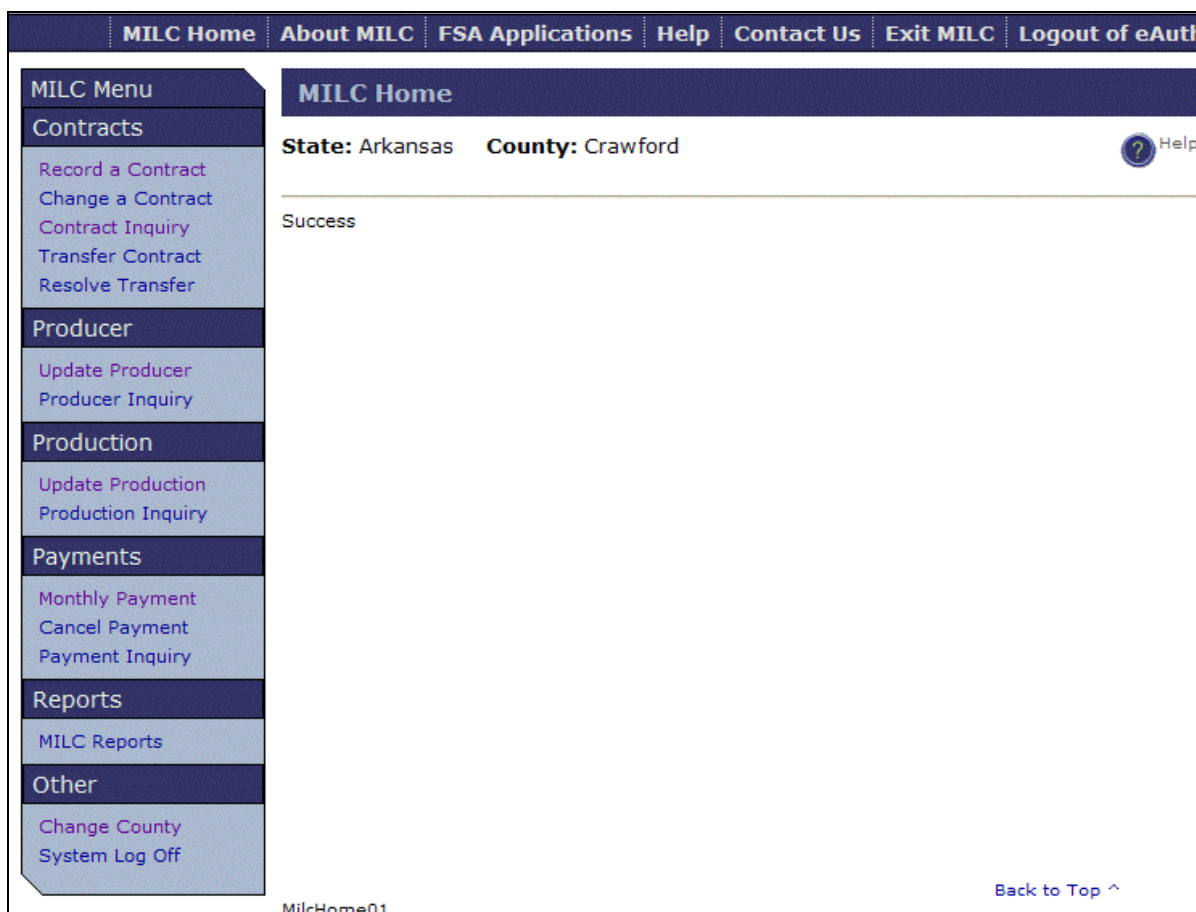 MILC Home About MILC FSA Applications Help Contact Us Exit MILC Logout of eAuth
MILC Menu
Contracts
Record a Contract
Change a Contract
Contract Inquiry
Transfer Contract
Resolve Transfer
Producer
Update Producer
Producer Inquiry
Production
Update Production
Production Inquiry
Payments
Monthly Payment
Cancel Payment
Payment Inquiry
Reports
MILC Reports
Other
Change County
System Log Off
MILC Home
State: Arkansas County: Crawford
? Help
Success
Back to Top ^
MilcHome01